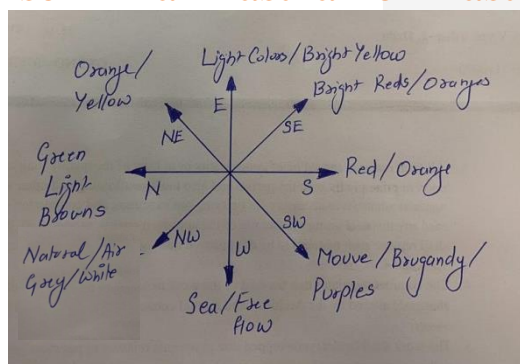 Light Colors/Bright Yellow
Orange/
Yellow
Bright Reds/Oranges
E
NE
SE
Green
Light
Browns
N
S
Red/Orange
NW
W
SW
Natural/Air
Grey/White
Mouve/Brugandy/
Purples
Sea/Free
flow